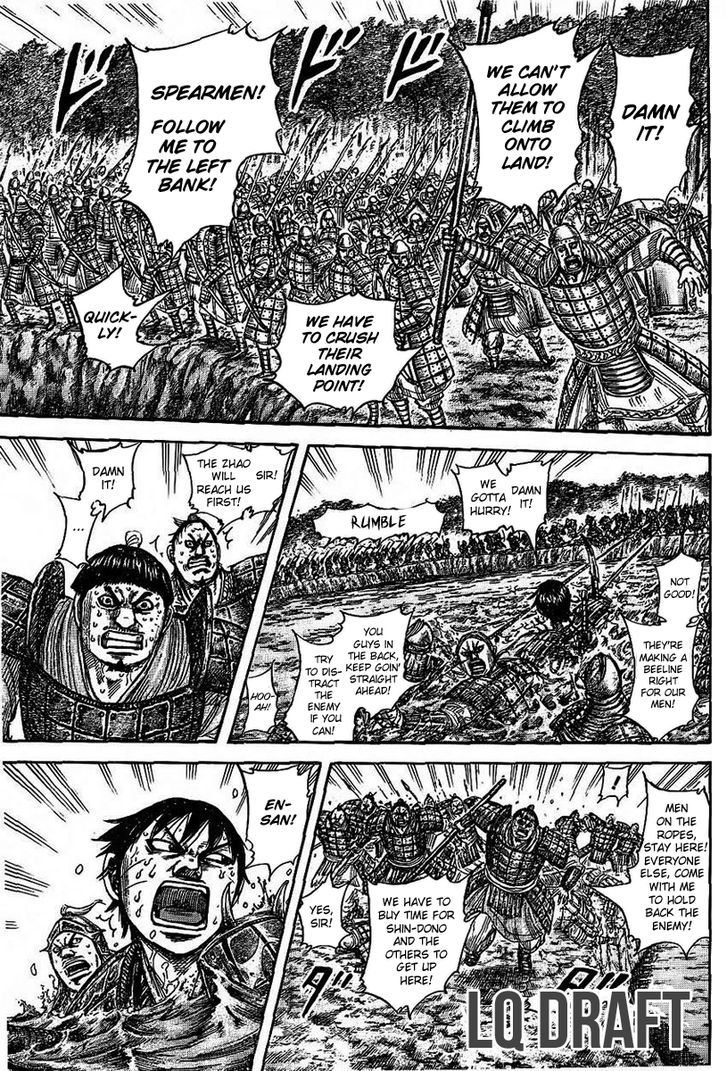 DAMN
IT!
WE CAN'T
ALLOW
THEM TO
CLIMB
ONTO
LAND!
ド
ド
ド
SPEARMEN!
FOLLOW
ME TO
THE LEFT
BANK!
WE HAVE
TO CRUSH
THEIR
LANDING
POINT!
QUICK-
LY!
DAMN
IT!
WE
GOTTA
HURRY!
RUMBLE
NOT
GOOD!
THEY'RE
MAKING A
BEELINE
RIGHT
FOR OUR
MEN!
YOU
GUYS IN
THE BACK,
KEEP GOIN'
STRAIGHT
AHEAD!
TRY
TO DIS-
TRACT
THE
ENEMY
IF YOU
CAN!
HOO-
AH!
SIR!
THE ZHAO
WILL
REACH US
FIRST!
DAMN
IT!
...
!
MEN
ON THE
ROPES,
STAY HERE!
EVERYONE
ELSE, COME
WITH ME
TO HOLD
BACK THE
ENEMY!
WE HAVE TO
BUY TIME FOR
SHIN-DONO
AND THE
OTHERS TO
GET UP
HERE!
YES,
SIR!
ダ
ダ
EN-
SAN!
LQ DRAFT